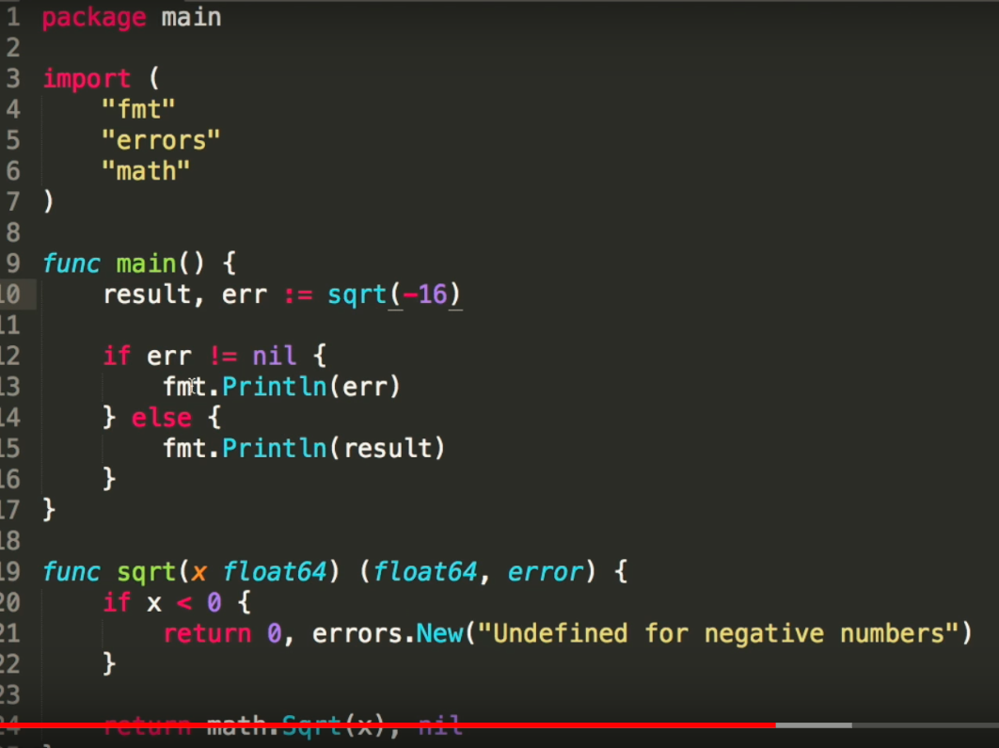 1 package main
2
3 import (
4 "fmt"
5 "errors"
6 "math"
7 )
8
9 func main() {
10 result, err := sqrt(-16)
11
12 if err != nil {
13 fmt.Println(err)
14 } else {
15 fmt.Println(result)
16 }
17 }
18
19 func sqrt(x float64) (float64, error) {
20 if x < 0 {
21 return 0, errors.New("Undefined for negative numbers")
22 }
23
24 return math.Sqrt(x), nil